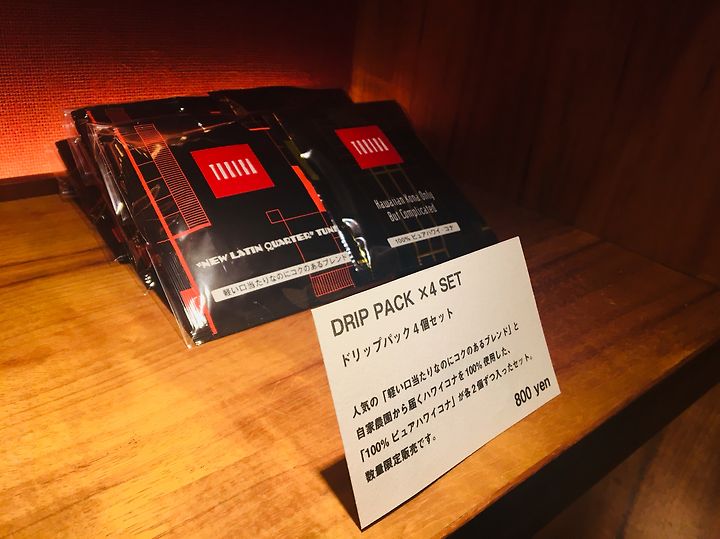 "NEW LATIN QUARTER" TUNE
軽い口当たりなのにコクのあるブレンド
Hawaiian Kona Only
But Complicated
100% ピュアハワイ・コナ
DRIP PACK ×4 SET
ドリップパック4個セット
人気の「軽い口当たりなのにコクのあるブレンド」と
自家農園から届くハワイコナを100%使用した、
「100% ピュアハワイコナ」が各2個ずつ入ったセット。
数量限定販売です。
800 yen